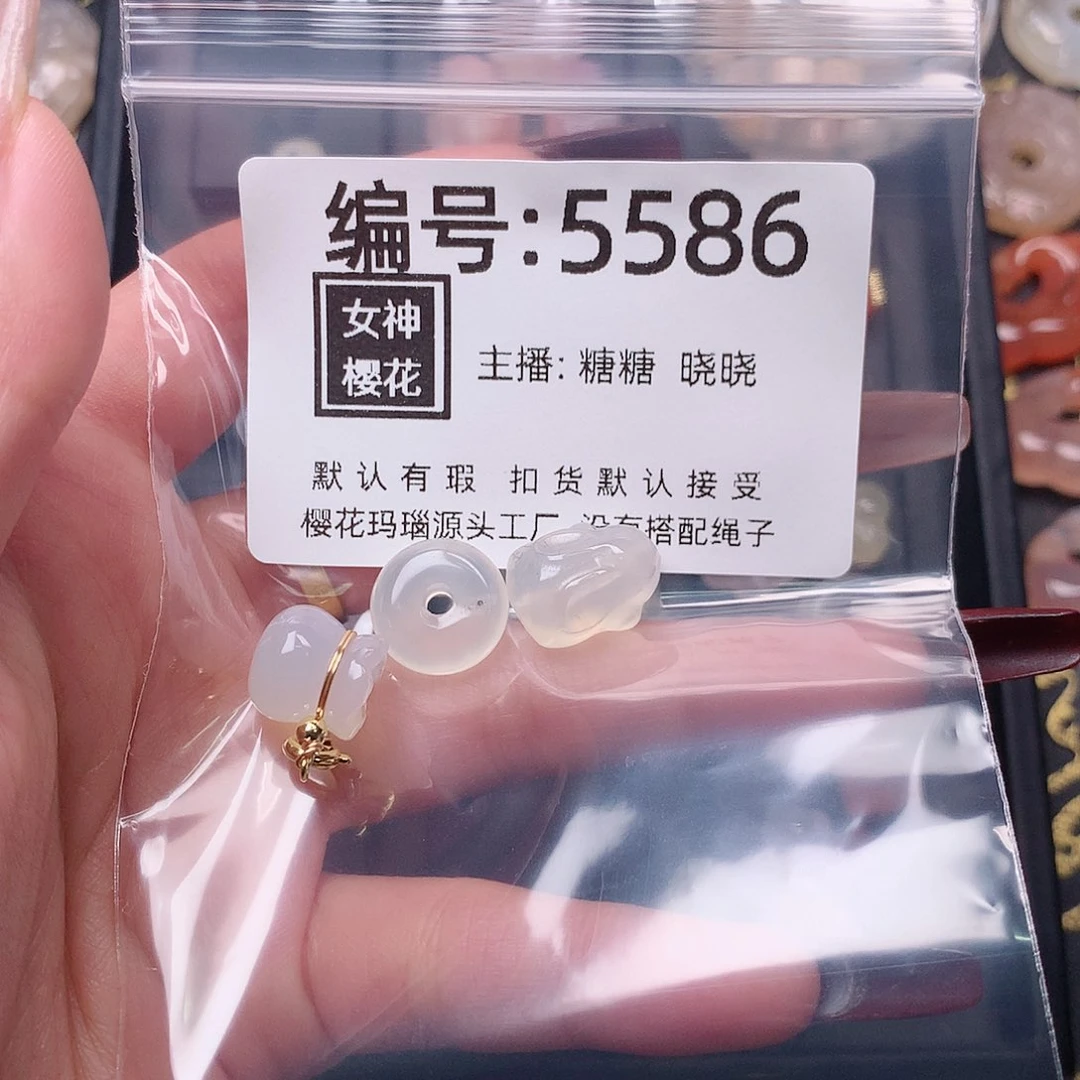 编号:5586
女神
樱花
主播: 糖糖 晓晓
默认有瑕 扣货默认接受
樱花玛瑙源头工厂 没有搭配绳子